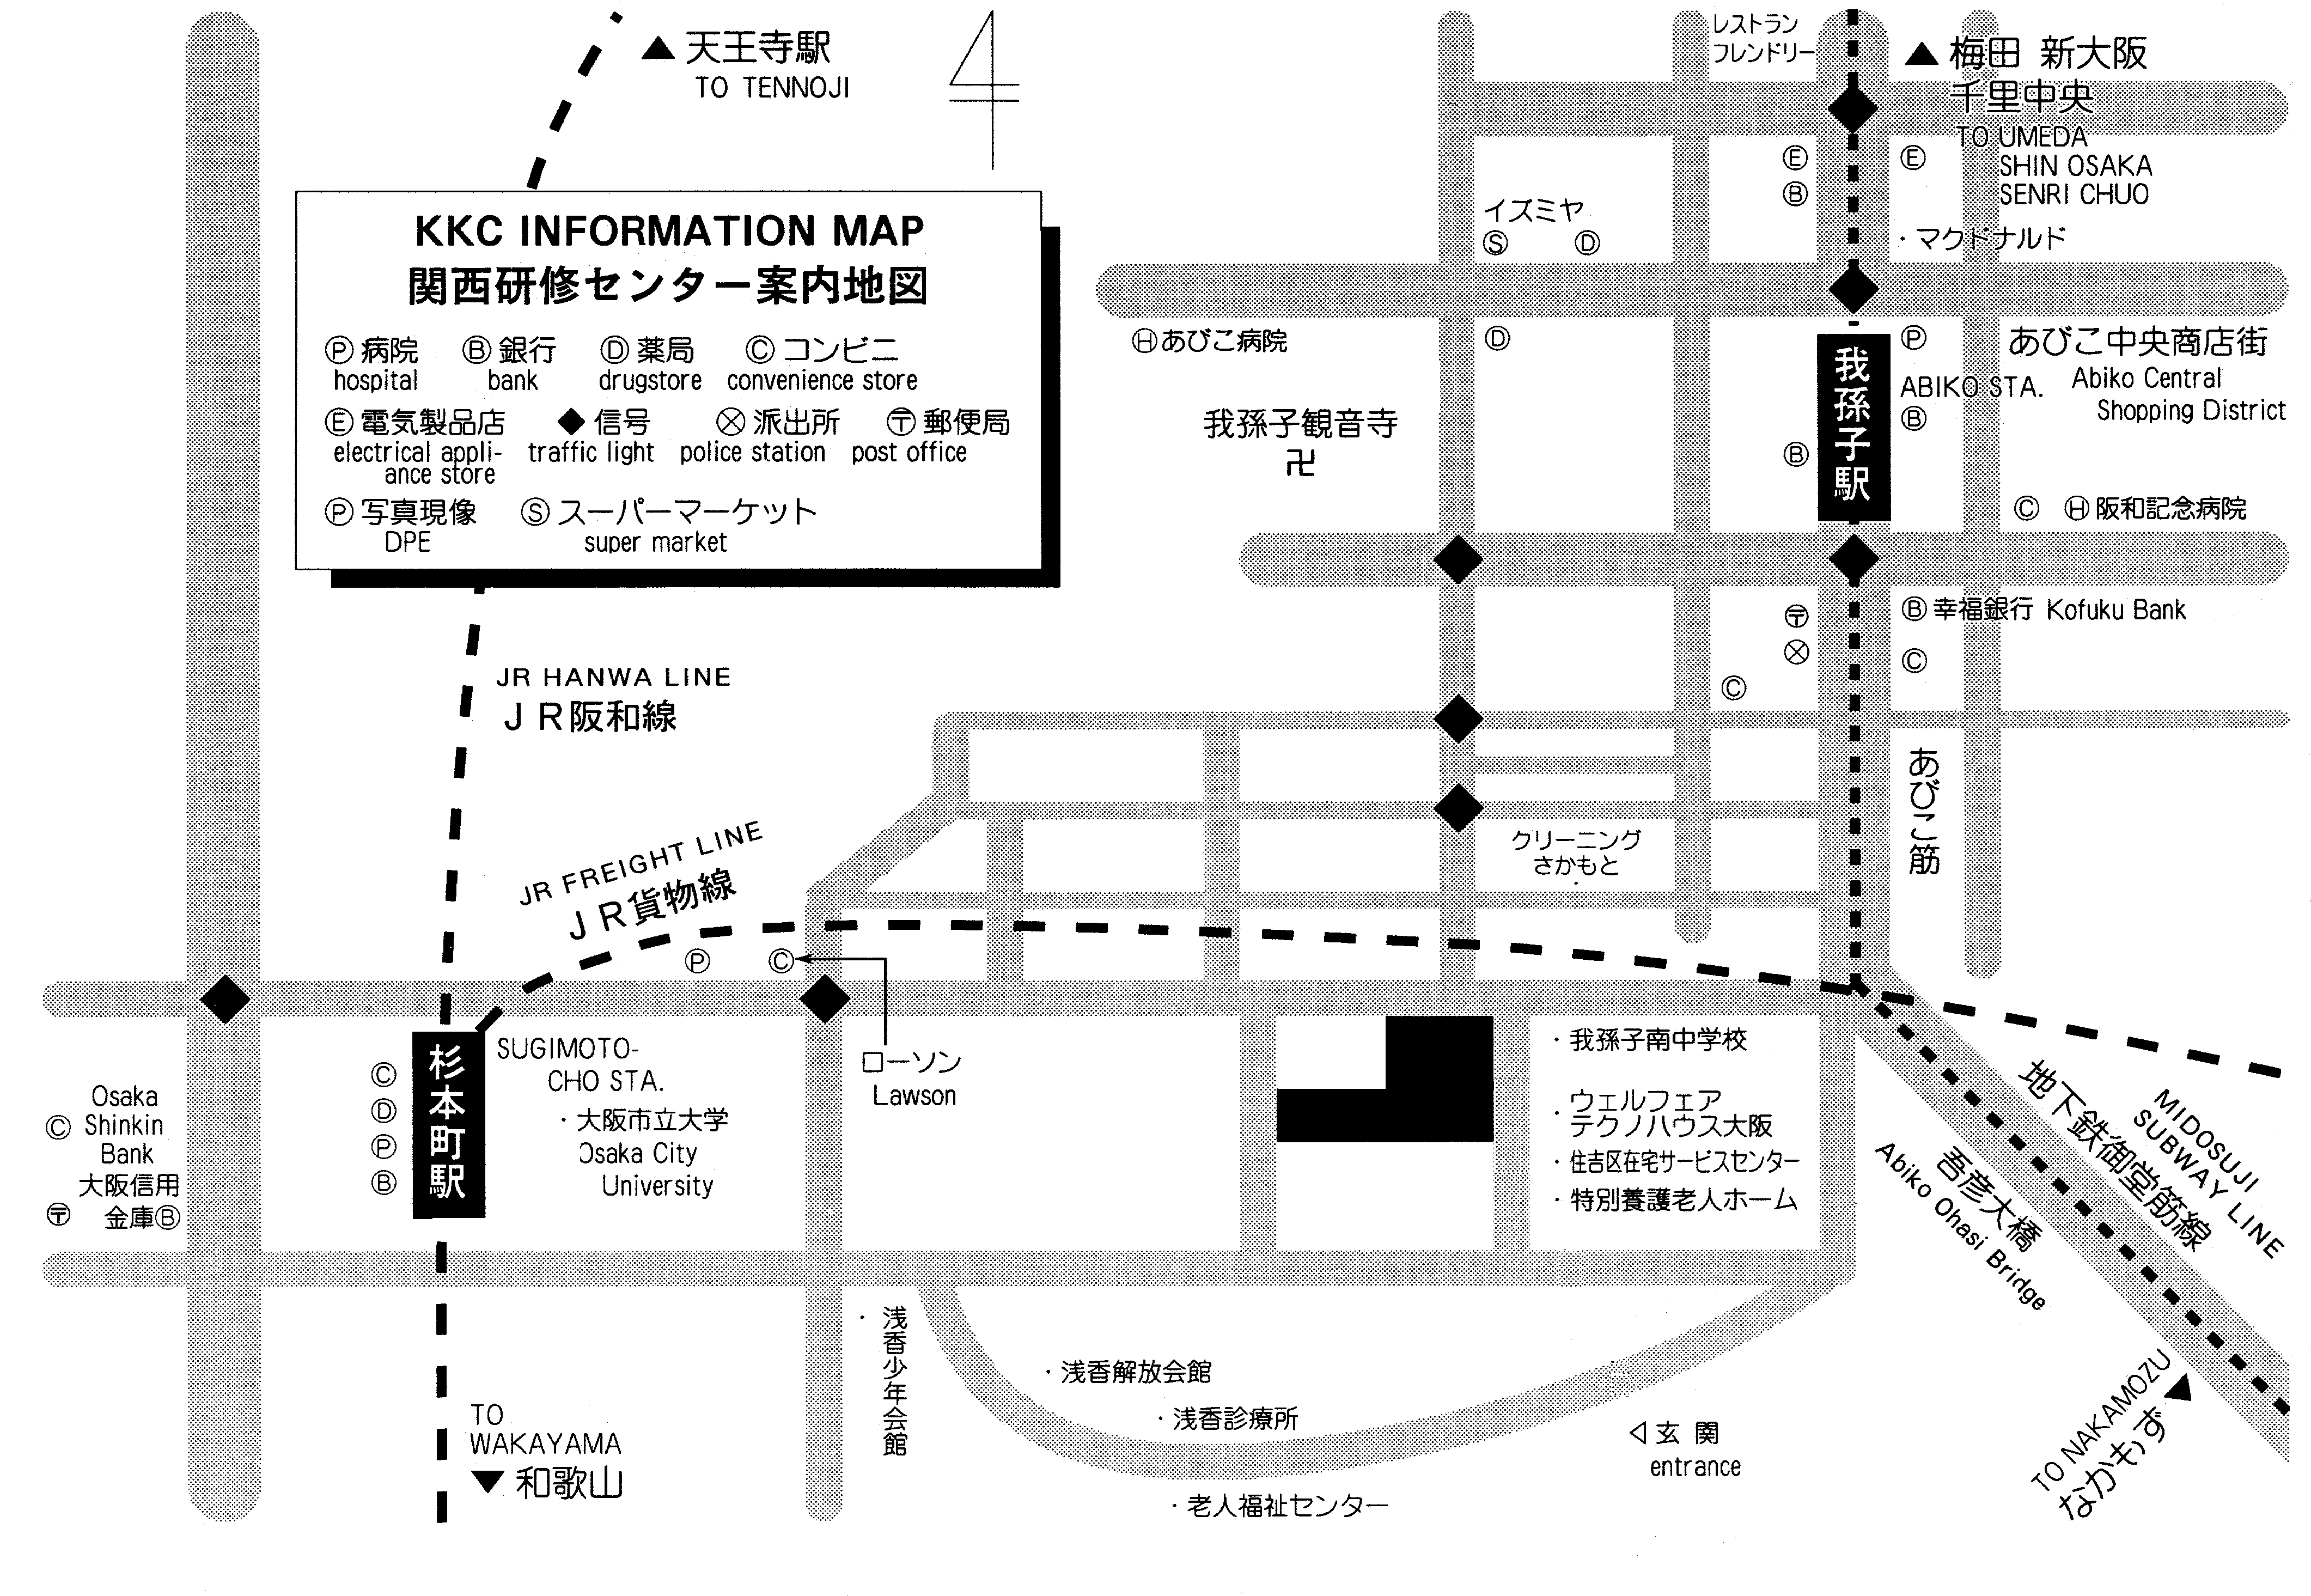 天王寺駅
TO TENNOJI
レストラン
フレンドリー
梅田 新大阪
千里中央
TO UMEDA
SHIN OSAKA
SENRI CHUO
Ⓔ
Ⓔ
Ⓑ
・マクドナルド
イズミヤ
Ⓢ Ⓓ
KKC INFORMATION MAP
関西研修センター案内地図
Ⓟ 病院 Ⓑ 銀行 Ⓓ 薬局 Ⓒ コンビニ
hospital bank drugstore convenience store
Ⓔ 電気製品店 ◆ 信号 ⊗ 派出所 〶 郵便局
electrical appli- traffic light police station post office
ance store
Ⓟ 写真現像 Ⓢ スーパーマーケット
DPE super market
Ⓗ あびこ病院
Ⓓ
Ⓟ
あびこ中央商店街
Abiko Central
Shopping District
我孫子駅
ABIKO STA.
Ⓑ
Ⓑ
我孫子観音寺
卍
Ⓒ Ⓗ 阪和記念病院
Ⓑ 幸福銀行 Kofuku Bank
〶
⊗
Ⓒ
Ⓒ
JR HANWA LINE
JR阪和線
あびこ筋
クリーニング
さかもと
JR FREIGHT LINE
JR貨物線
Ⓟ Ⓒ
ローソン
Lawson
杉本町駅
SUGIMOTO-
CHO STA.
・大阪市立大学
Osaka City
University
Ⓒ
Ⓓ
Ⓟ
Ⓑ
Osaka
Ⓒ Shinkin
Bank
大阪信用
〶 金庫Ⓑ
・我孫子南中学校
・ウェルフェア
テクノハウス大阪
・住吉区在宅サービスセンター
・特別養護老人ホーム
MIDOSUJI
SUBWAY LINE
地下鉄御堂筋線
吾彦大橋
Abiko Ohasi Bridge
・浅香少年会館
・浅香解放会館
・浅香診療所
・老人福祉センター
玄関
entrance
TO NAKAMOZU
なかもず
TO
WAKAYAMA
和歌山